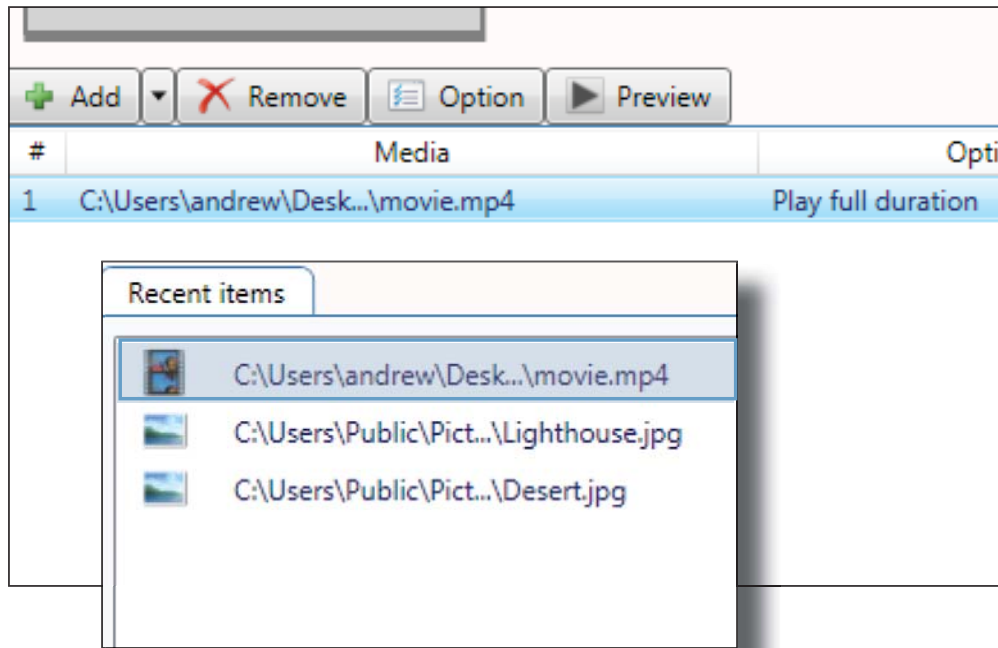 Add Remove Option Preview
# Media Opti
1 C:\Users\andrew\Desk...\movie.mp4 Play full duration
Recent items
C:\Users\andrew\Desk...\movie.mp4
C:\Users\Public\Pict...\Lighthouse.jpg
C:\Users\Public\Pict...\Desert.jpg